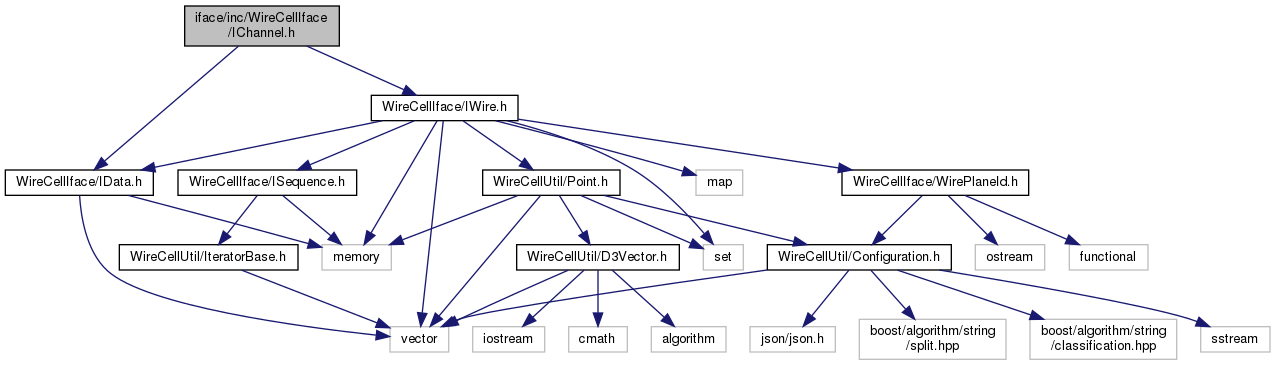 iface/inc/WireCellIface
/IChannel.h
WireCellIface/IWire.h
WireCellIface/IData.h
WireCellIface/ISequence.h
WireCellUtil/Point.h
map
WireCellIface/WirePlaneId.h
WireCellUtil/IteratorBase.h
memory
WireCellUtil/D3Vector.h
set
WireCellUtil/Configuration.h
ostream
functional
vector
iostream
cmath
algorithm
json/json.h
boost/algorithm/string
/split.hpp
boost/algorithm/string
/classification.hpp
sstream